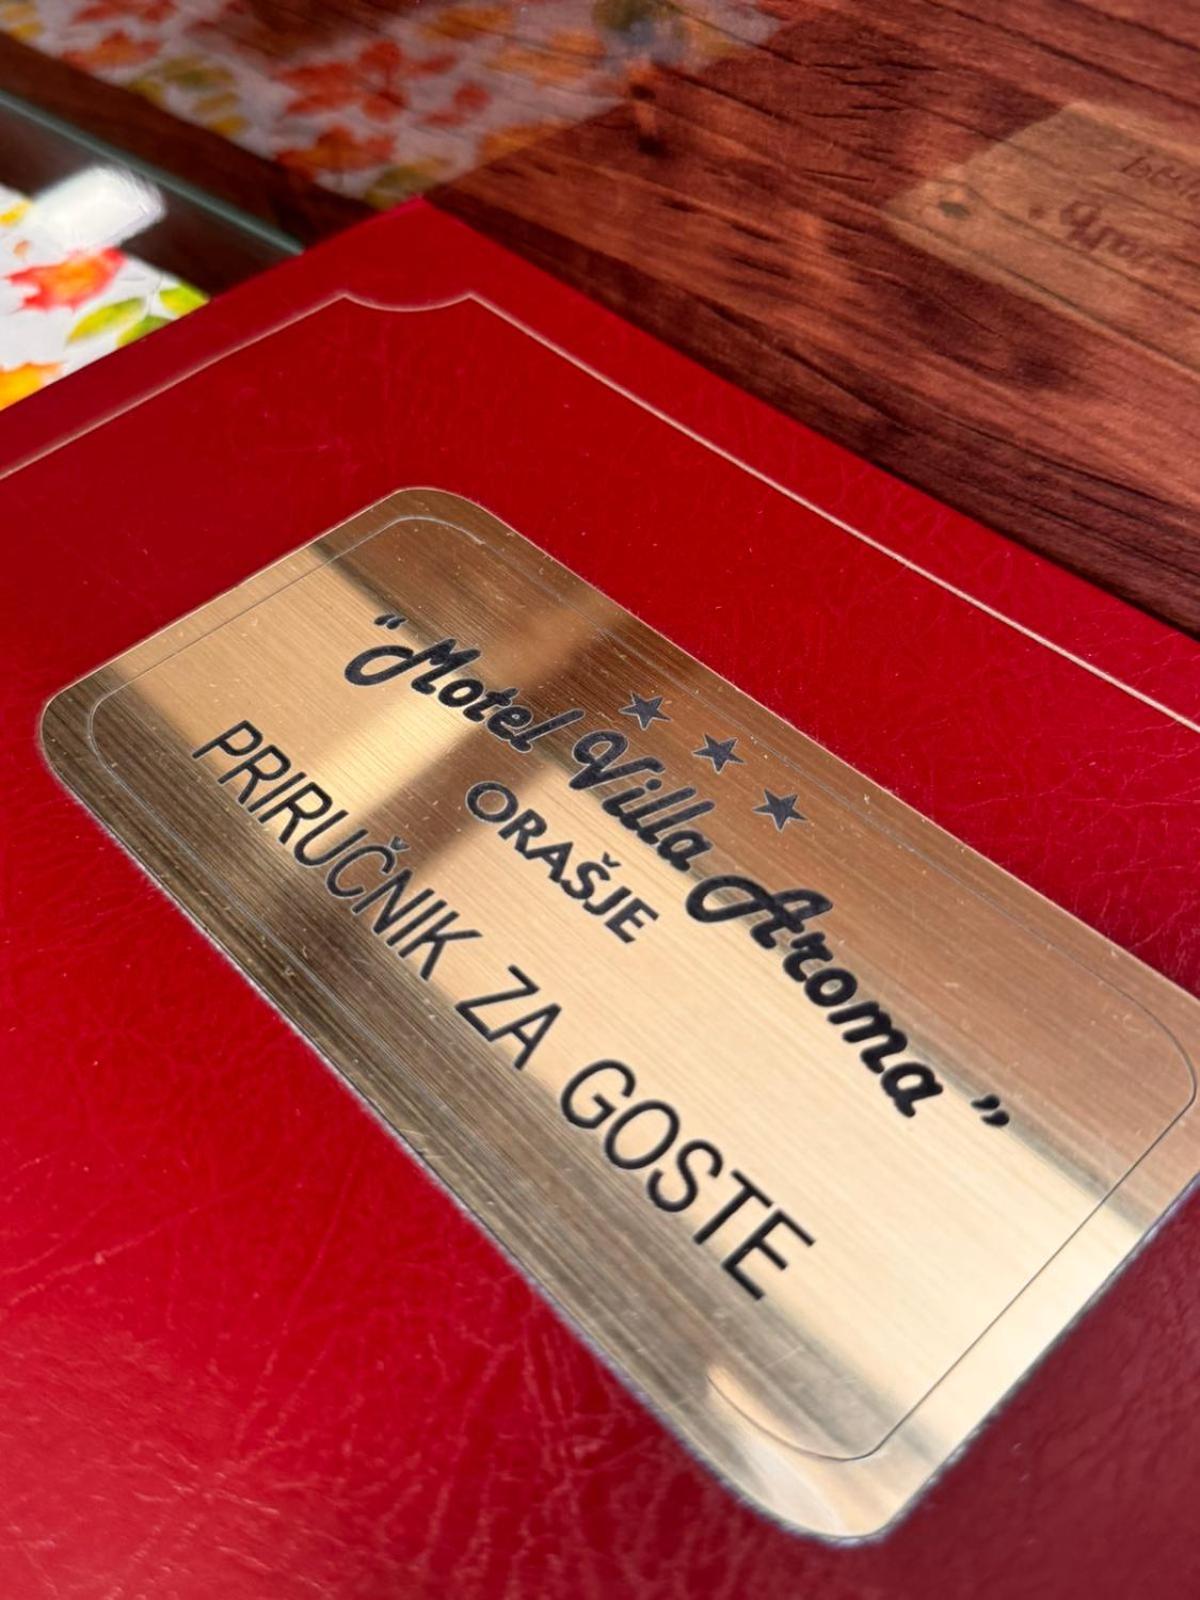 ★ ★ ★
"Motel Villa Aroma"
ORAŠJE
PRIRUČNIK ZA GOSTE